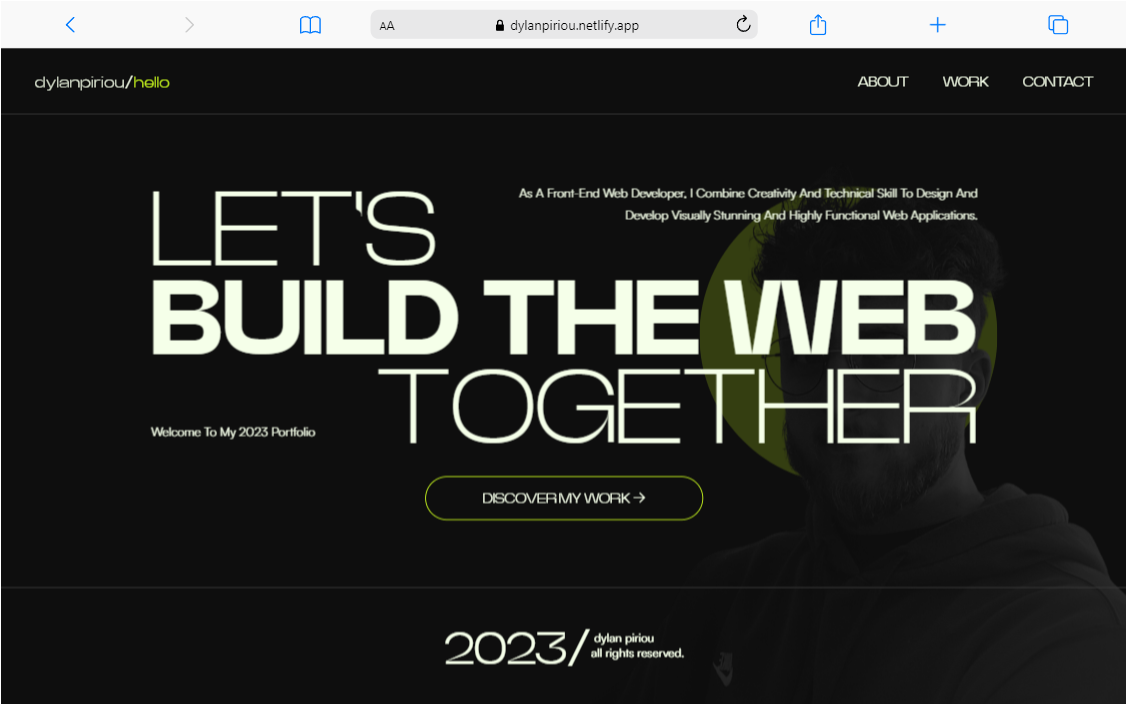 AA
dylanpiriou.netlify.app
dylanpiriou/hello
ABOUT
WORK
CONTACT
As A Front-End Web Developer, I Combine Creativity And Technical Skill To Design And
Develop Visually Stunning And Highly Functional Web Applications.
LET'S
BUILD THE WEB
TOGETHER
Welcome To My 2023 Portfolio
DISCOVER MY WORK →
2023/
dylan piriou
all rights reserved.